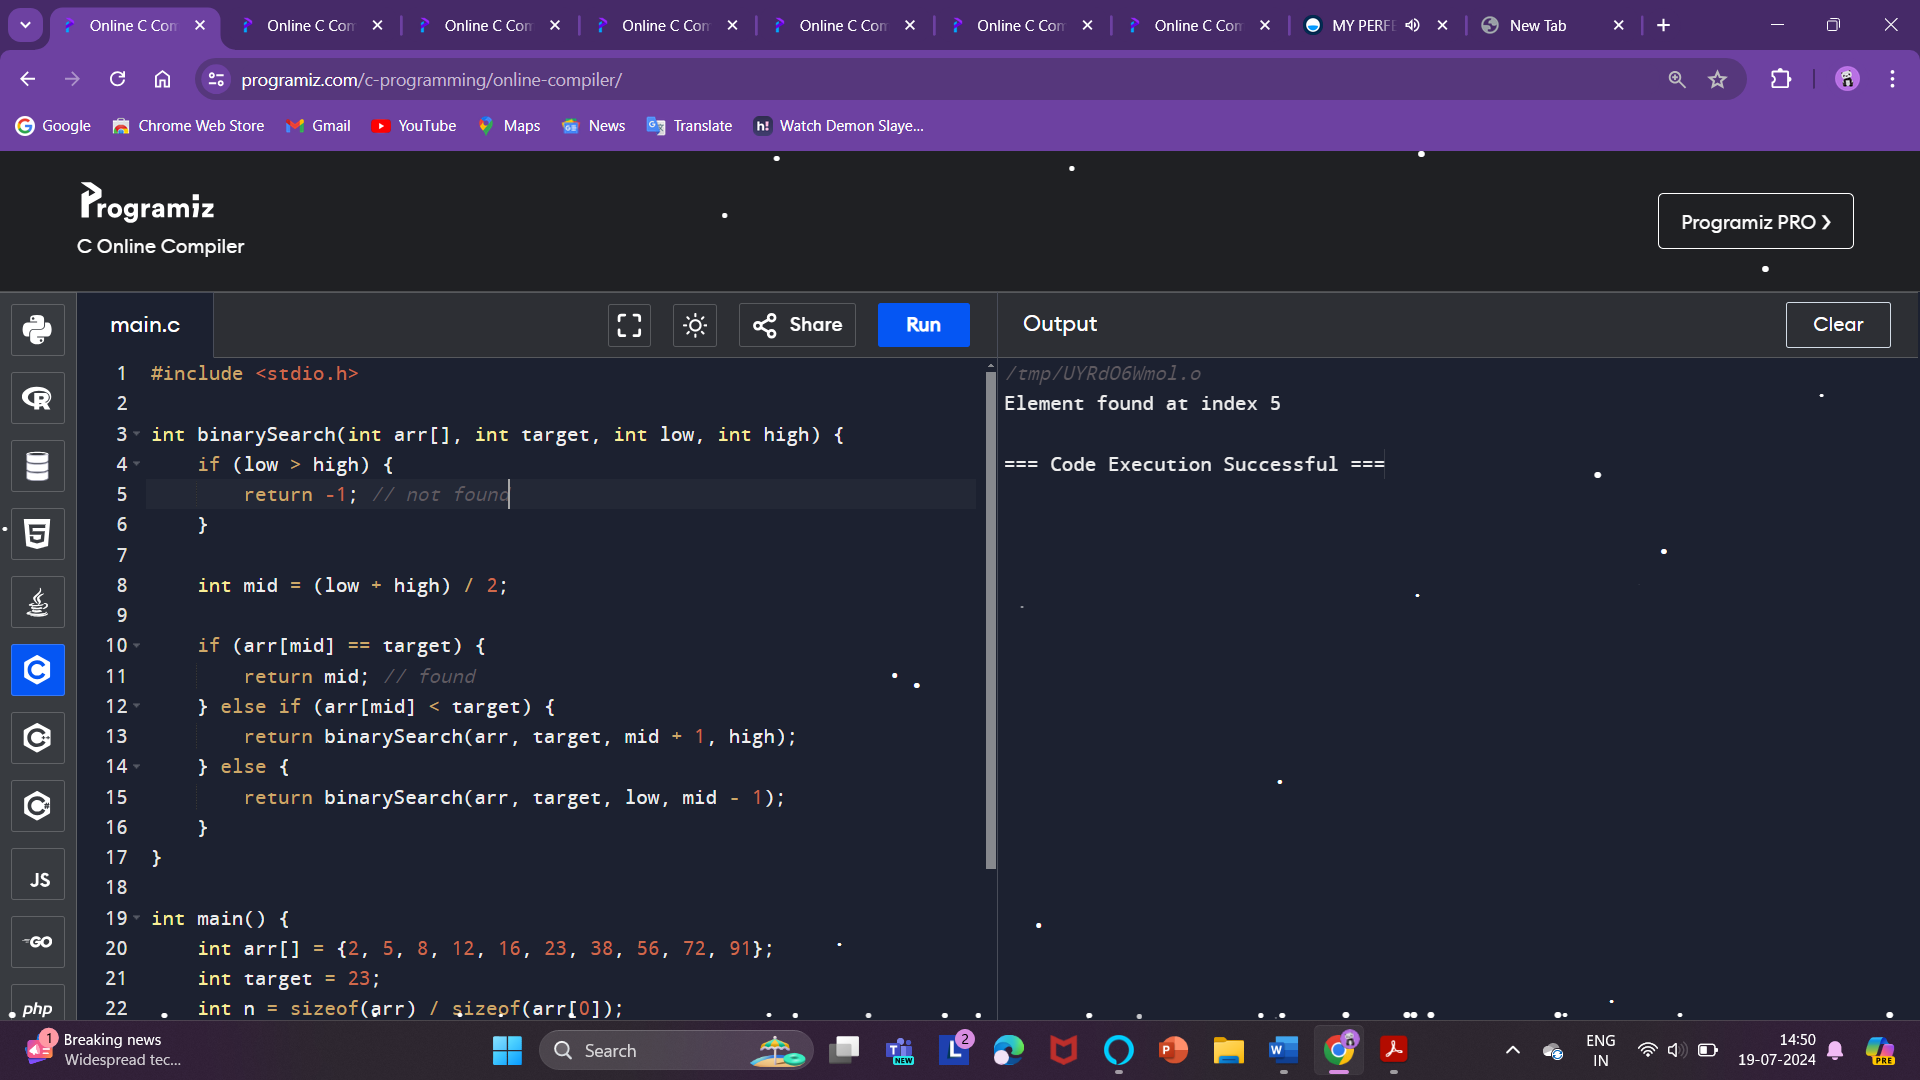 Online C Com
Online C Com
Online C Com
Online C Com
Online C Com
Online C Com
Online C Com
MY PERFE
New Tab
programiz.com/c-programming/online-compiler/
Google
Chrome Web Store
Gmail
YouTube
Maps
News
Translate
h!
Watch Demon Slaye...
Programiz
C Online Compiler
Programiz PRO ❯
main.c
Share
Run
Output
Clear
1 #include <stdio.h>
2
3 int binarySearch(int arr[], int target, int low, int high) {
4     if (low > high) {
5         return -1; // not found
6     }
7
8     int mid = (low + high) / 2;
9
10     if (arr[mid] == target) {
11         return mid; // found
12     } else if (arr[mid] < target) {
13         return binarySearch(arr, target, mid + 1, high);
14     } else {
15         return binarySearch(arr, target, low, mid - 1);
16     }
17 }
18
19 int main() {
20     int arr[] = {2, 5, 8, 12, 16, 23, 38, 56, 72, 91};
21     int target = 23;
22     int n = sizeof(arr) / sizeof(arr[0]);
/tmp/UYRdO6Wmol.o
Element found at index 5
=== Code Execution Successful ===
R
5
C
C
C
JS
GO
php
1
Breaking news
Widespread tec...
Search
NEW
L
2
P
W
ENG
IN
14:50
19-07-2024
PRE